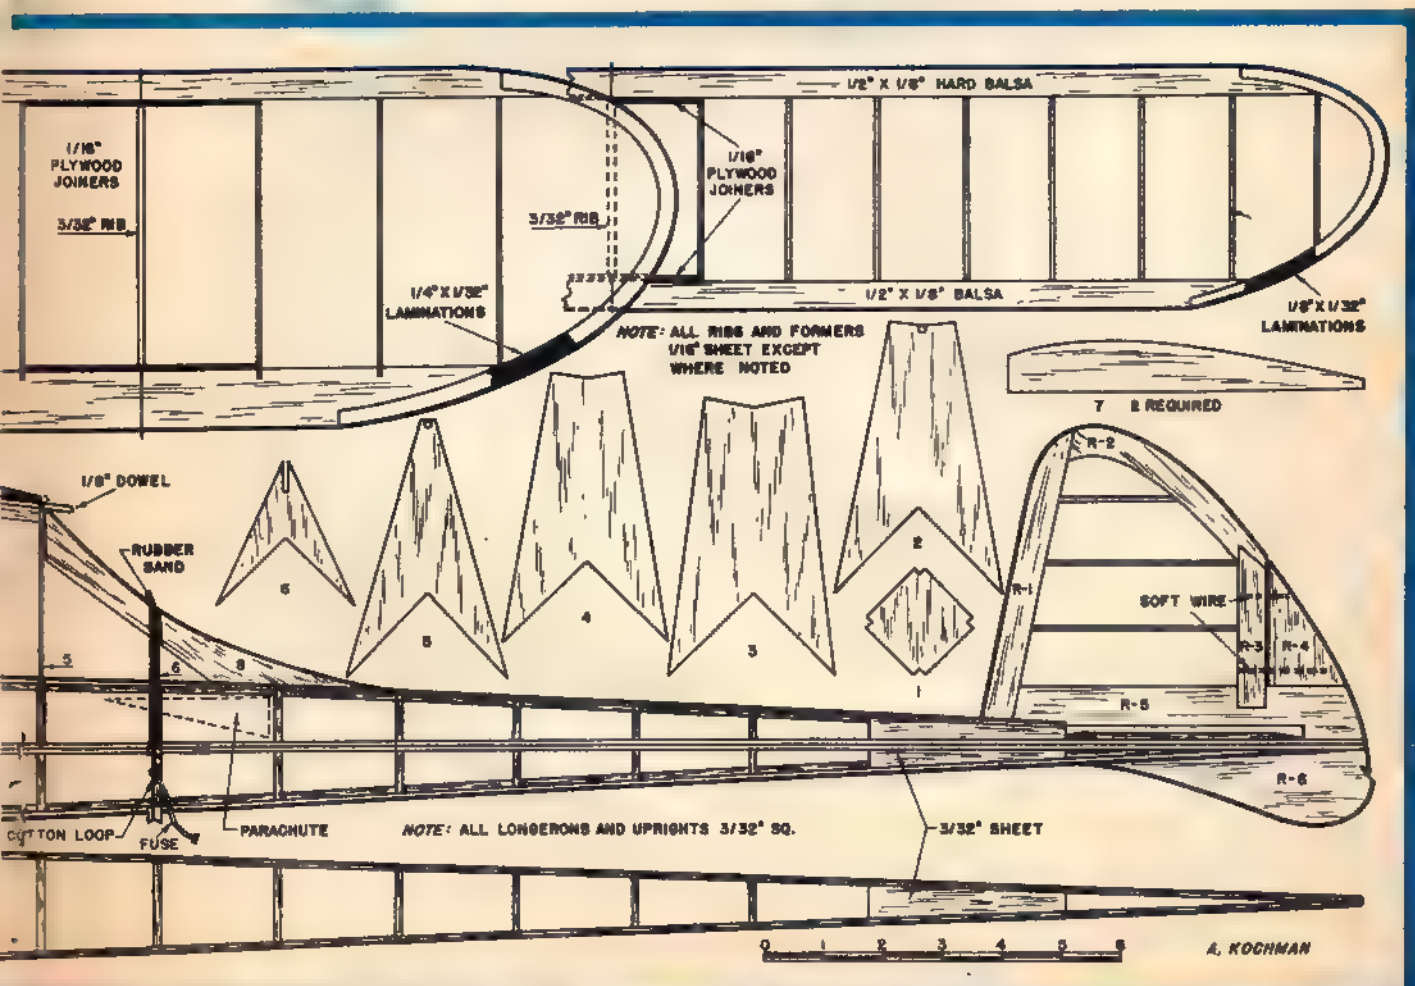 1/2" X 1/8" HARD BALSA
1/16"
PLYWOOD
JOINERS
3/32" RIB
3/32" RIB
1/16"
PLYWOOD
JOINERS
1/4" X 1/32"
LAMINATIONS
1/2" X 1/8" BALSA
1/8" X 1/32"
LAMINATIONS
NOTE: ALL RIBS AND FORMERS
1/16" SHEET EXCEPT
WHERE NOTED
7 2 REQUIRED
1/8" DOWEL
RUBBER
BAND
6
5
4
3
2
1
R-1
R-2
SOFT WIRE
R-3
R-4
R-5
R-6
5
6
8
COTTON LOOP
FUSE
PARACHUTE
NOTE: ALL LONGERONS AND UPRIGHTS 3/32" SQ.
3/32" SHEET
0 1 2 3 4 5 6
A. KOCHMAN